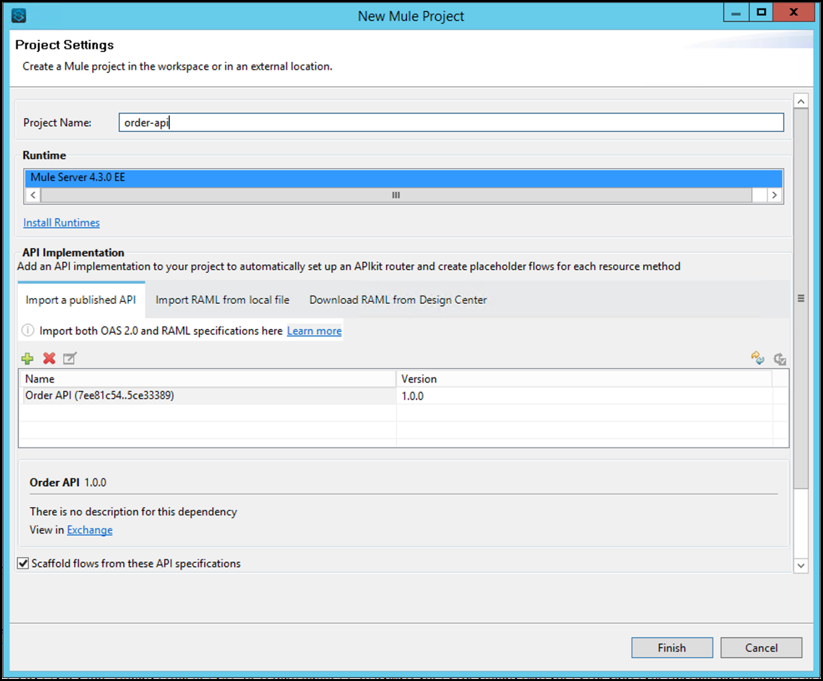 New Mule Project
Project Settings
Create a Mule project in the workspace or in an external location.
Project Name: order-api
Runtime
Mule Server 4.3.0 EE
Install Runtimes
API Implementation
Add an API implementation to your project to automatically set up an APIkit router and create placeholder flows for each resource method
Import a published API Import RAML from local file Download RAML from Design Center
Import both OAS 2.0 and RAML specifications here Learn more
Name Version
Order API (7ee81c54..5ce33389) 1.0.0
Order API 1.0.0
There is no description for this dependency
View in Exchange
Scaffold flows from these API specifications
Finish Cancel